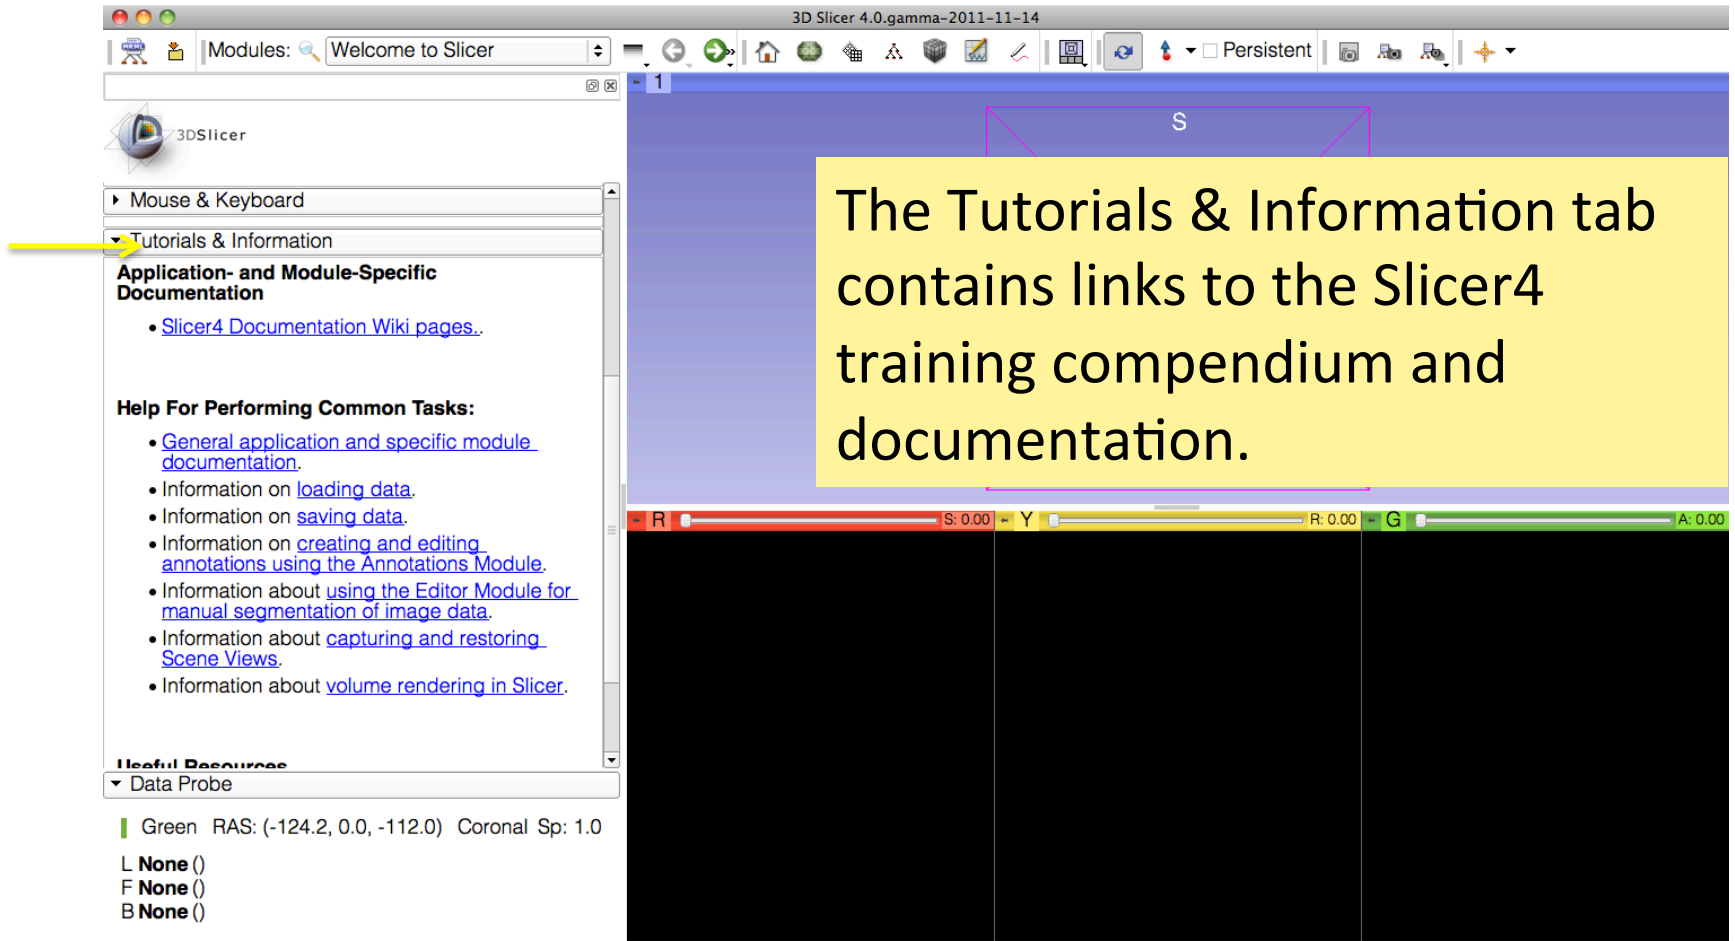 3D Slicer 4.0.gamma-2011-11-14
Modules: Welcome to Slicer Persistent
1
3DSlicer
S
Mouse & Keyboard
Tutorials & Information
Application- and Module-Specific
Documentation
• Slicer4 Documentation Wiki pages..
Help For Performing Common Tasks:
• General application and specific module
documentation.
• Information on loading data.
• Information on saving data.
• Information on creating and editing
annotations using the Annotations Module.
• Information about using the Editor Module for
manual segmentation of image data.
• Information about capturing and restoring
Scene Views.
• Information about volume rendering in Slicer.
Useful Resources
Data Probe
Green RAS: (-124.2, 0.0, -112.0) Coronal Sp: 1.0
L None ()
F None ()
B None ()
The Tutorials & Information tab
contains links to the Slicer4
training compendium and
documentation.
R S: 0.00 Y R: 0.00 G A: 0.00